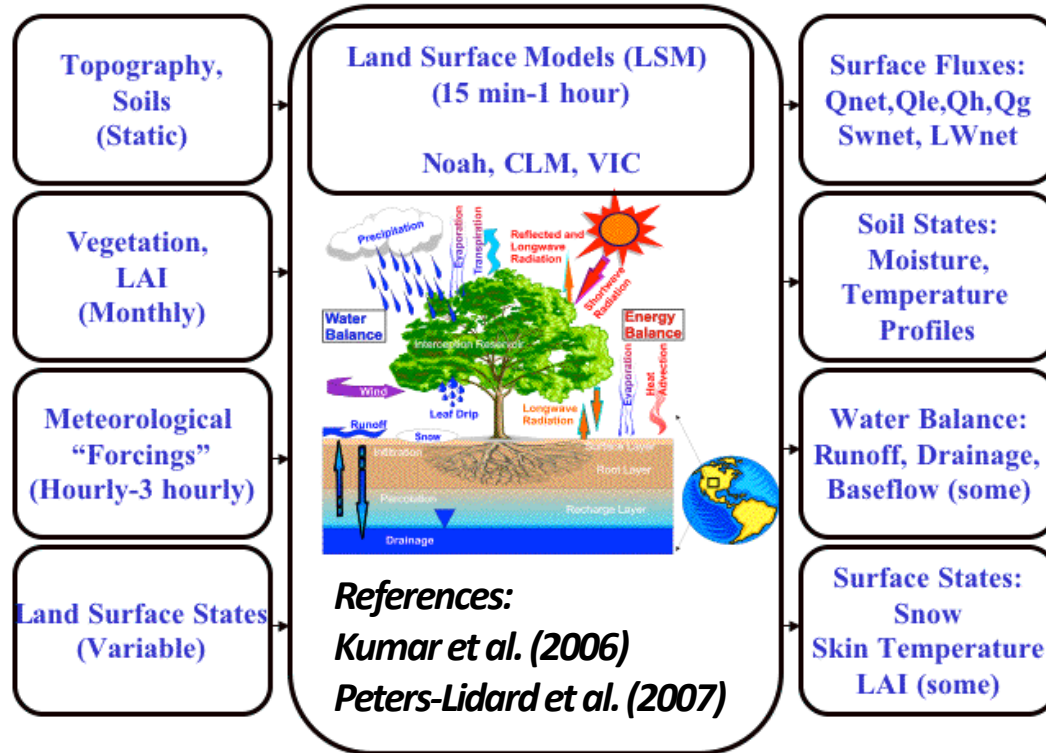 Topography,
Soils
(Static)
Vegetation,
LAI
(Monthly)
Meteorological
“Forcings”
(Hourly-3 hourly)
Land Surface States
(Variable)
Land Surface Models (LSM)
(15 min-1 hour)
Noah, CLM, VIC
Precipitation
Evaporation
Transpiration
Reflected and
Longwave
Radiation
Shortwave
Radiation
Water
Balance
Energy
Balance
Interception Reservoir
Wind
Leaf Drip
Longwave
Radiation
Evaporation
Heat
Advection
Runoff
Snow
Infiltration
Surface Layer
Root Layer
Percolation
Recharge Layer
Drainage
References:
Kumar et al. (2006)
Peters-Lidard et al. (2007)
Surface Fluxes:
Qnet,Qle,Qh,Qg
Swnet, LWnet
Soil States:
Moisture,
Temperature
Profiles
Water Balance:
Runoff, Drainage,
Baseflow (some)
Surface States:
Snow
Skin Temperature
LAI (some)